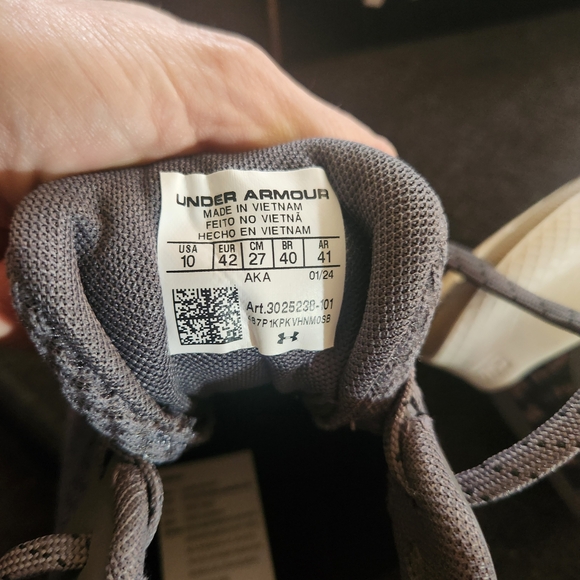 UNDER ARMOUR
MADE IN VIETNAM
FEITO NO VIETNÃ
HECHO EN VIETNAM
USA EUR CM BR AR
10 42 27 40 41
AKA 01/24
Art.3025238-101